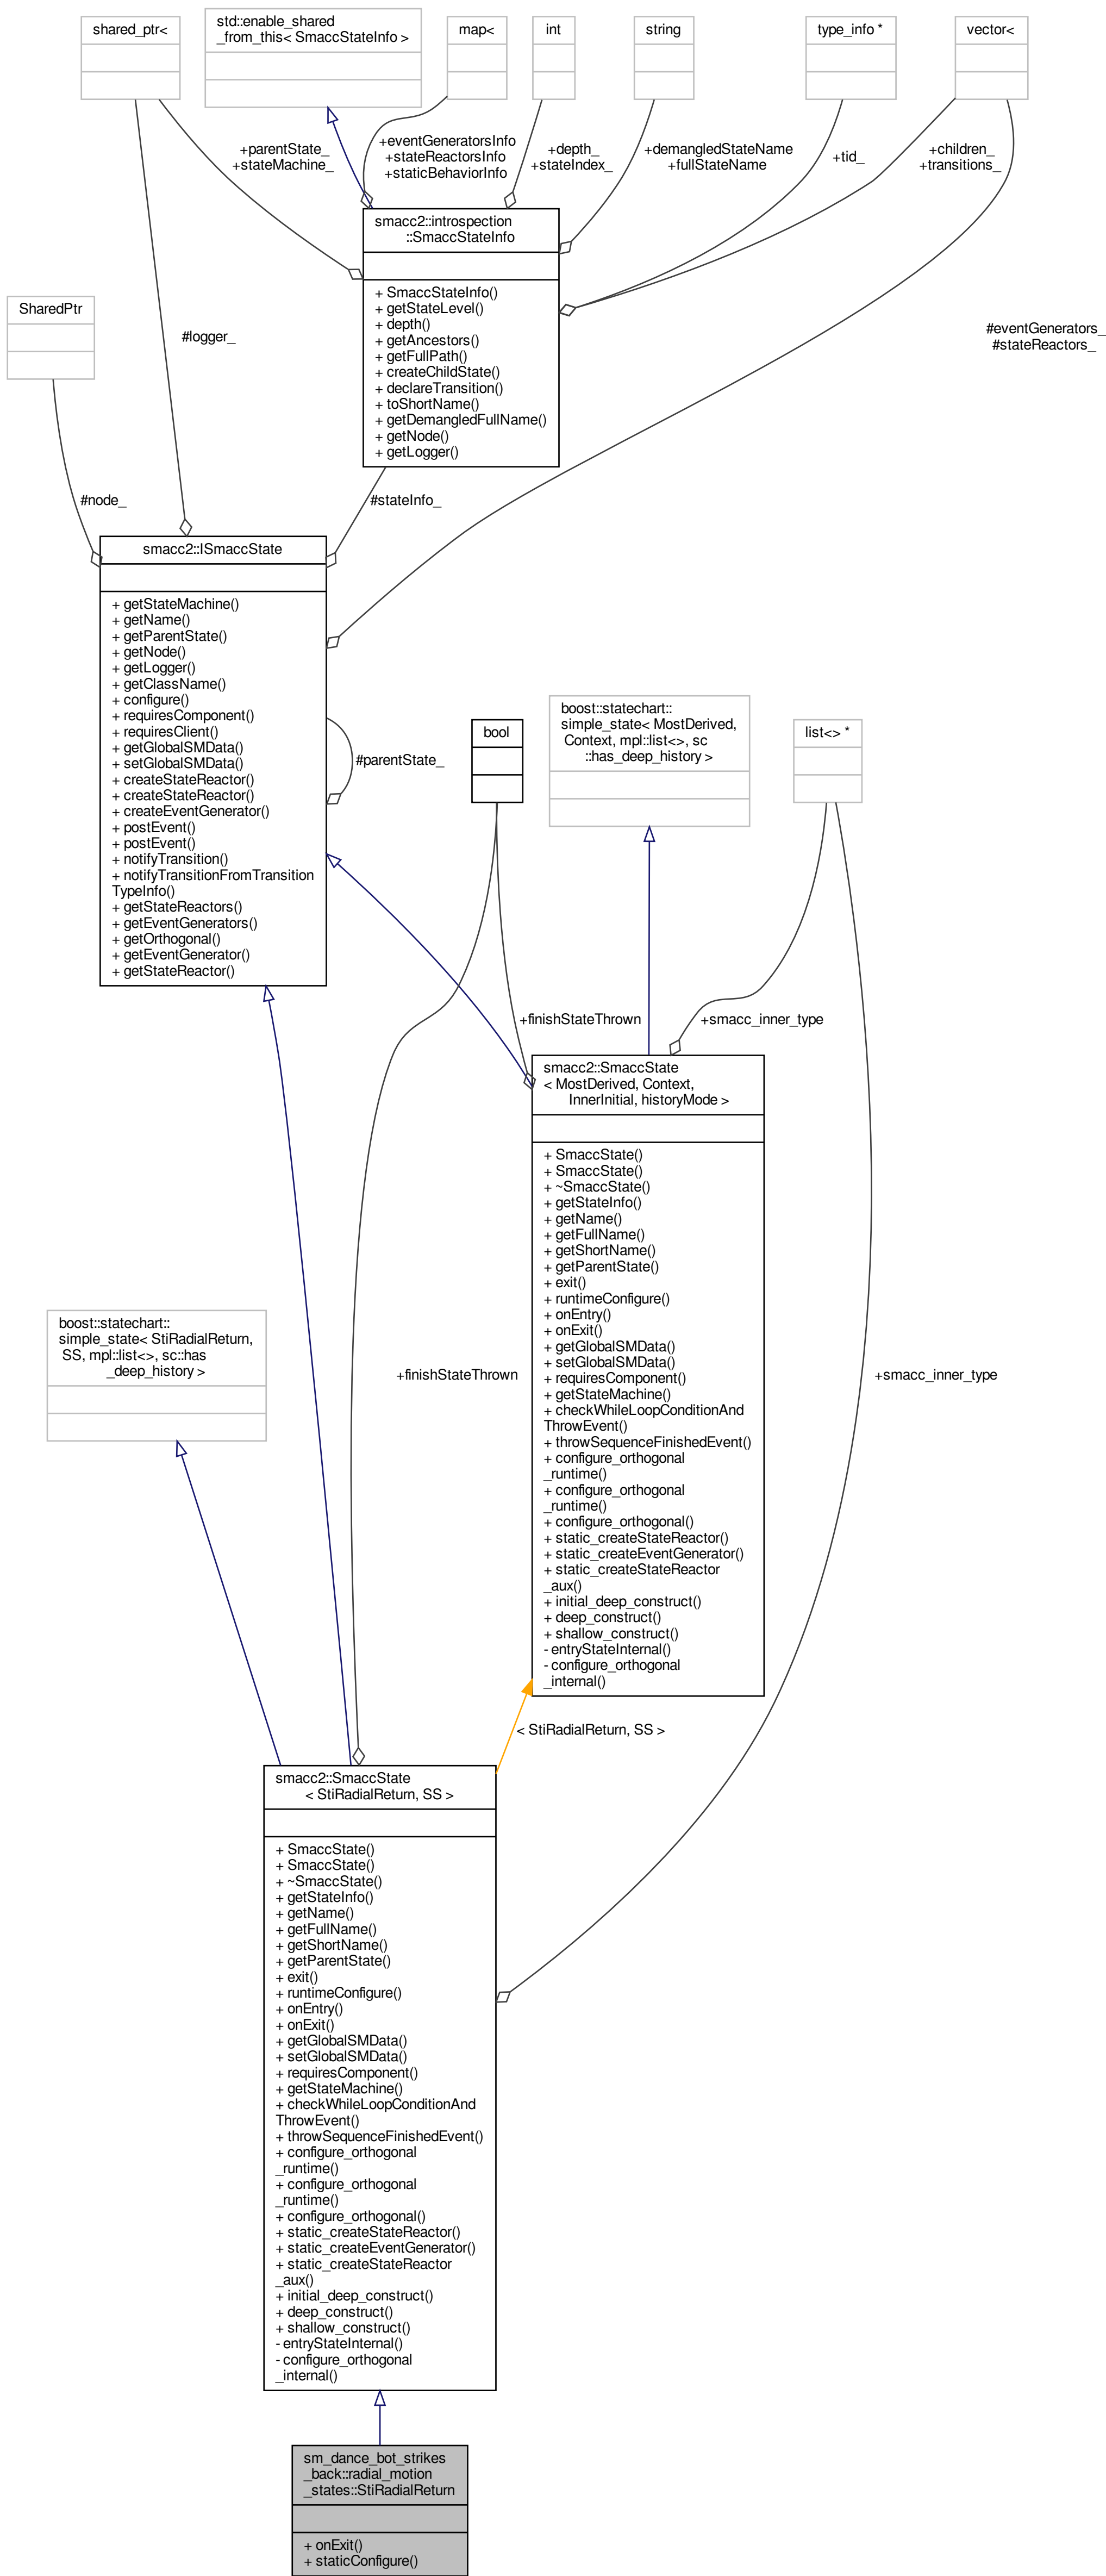 shared_ptr<
std::enable_shared
_from_this< SmaccStateInfo >
map<
int
string
type_info *
vector<
+parentState_
+stateMachine_
+eventGeneratorsInfo
+stateReactorsInfo
+staticBehaviorInfo
+depth_
+stateIndex_
+demangledStateName
+fullStateName
+tid_
+children_
+transitions_
smacc2::introspection
::SmaccStateInfo
+ SmaccStateInfo()
+ getStateLevel()
+ depth()
+ getAncestors()
+ getFullPath()
+ createChildState()
+ declareTransition()
+ toShortName()
+ getDemangledFullName()
+ getNode()
+ getLogger()
SharedPtr
#logger_
#eventGenerators_
#stateReactors_
#node_
#stateInfo_
smacc2::ISmaccState
+ getStateMachine()
+ getName()
+ getParentState()
+ getNode()
+ getLogger()
+ getClassName()
+ configure()
+ requiresComponent()
+ requiresClient()
+ getGlobalSMData()
+ setGlobalSMData()
+ createStateReactor()
+ createStateReactor()
+ createEventGenerator()
+ postEvent()
+ postEvent()
+ notifyTransition()
+ notifyTransitionFromTransition
TypeInfo()
+ getStateReactors()
+ getEventGenerators()
+ getOrthogonal()
+ getEventGenerator()
+ getStateReactor()
#parentState_
bool
boost::statechart::
simple_state< MostDerived,
Context, mpl::list<>, sc
::has_deep_history >
list<> *
+finishStateThrown
+smacc_inner_type
smacc2::SmaccState
< MostDerived, Context,
InnerInitial, historyMode >
+ SmaccState()
+ SmaccState()
+ ~SmaccState()
+ getStateInfo()
+ getName()
+ getFullName()
+ getShortName()
+ getParentState()
+ exit()
+ runtimeConfigure()
+ onEntry()
+ onExit()
+ getGlobalSMData()
+ setGlobalSMData()
+ requiresComponent()
+ getStateMachine()
+ checkWhileLoopConditionAnd
ThrowEvent()
+ throwSequenceFinishedEvent()
+ configure_orthogonal
_runtime()
+ configure_orthogonal
_runtime()
+ configure_orthogonal()
+ static_createStateReactor()
+ static_createEventGenerator()
+ static_createStateReactor
_aux()
+ initial_deep_construct()
+ deep_construct()
+ shallow_construct()
- entryStateInternal()
- configure_orthogonal
_internal()
boost::statechart::
simple_state< StiRadialReturn,
SS, mpl::list<>, sc::has
_deep_history >
+finishStateThrown
+smacc_inner_type
< StiRadialReturn, SS >
smacc2::SmaccState
< StiRadialReturn, SS >
+ SmaccState()
+ SmaccState()
+ ~SmaccState()
+ getStateInfo()
+ getName()
+ getFullName()
+ getShortName()
+ getParentState()
+ exit()
+ runtimeConfigure()
+ onEntry()
+ onExit()
+ getGlobalSMData()
+ setGlobalSMData()
+ requiresComponent()
+ getStateMachine()
+ checkWhileLoopConditionAnd
ThrowEvent()
+ throwSequenceFinishedEvent()
+ configure_orthogonal
_runtime()
+ configure_orthogonal
_runtime()
+ configure_orthogonal()
+ static_createStateReactor()
+ static_createEventGenerator()
+ static_createStateReactor
_aux()
+ initial_deep_construct()
+ deep_construct()
+ shallow_construct()
- entryStateInternal()
- configure_orthogonal
_internal()
sm_dance_bot_strikes
_back::radial_motion
_states::StiRadialReturn
+ onExit()
+ staticConfigure()